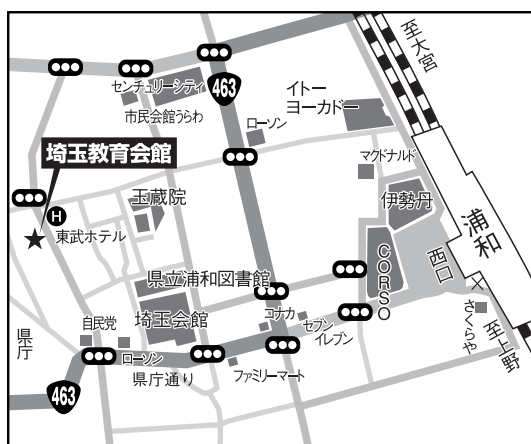 至大宮
463
センチュリーシティ
市民会館うらわ
イトー
ヨーカドー
ローソン
埼玉教育会館
マクドナルド
玉蔵院
伊勢丹
浦和
H
東武ホテル
西口
CORSO
県立浦和図書館
さくらや
コナカ
セブン
イレブン
自民党
埼玉会館
県庁
至上野
ローソン
県庁通り
ファミリーマート
463